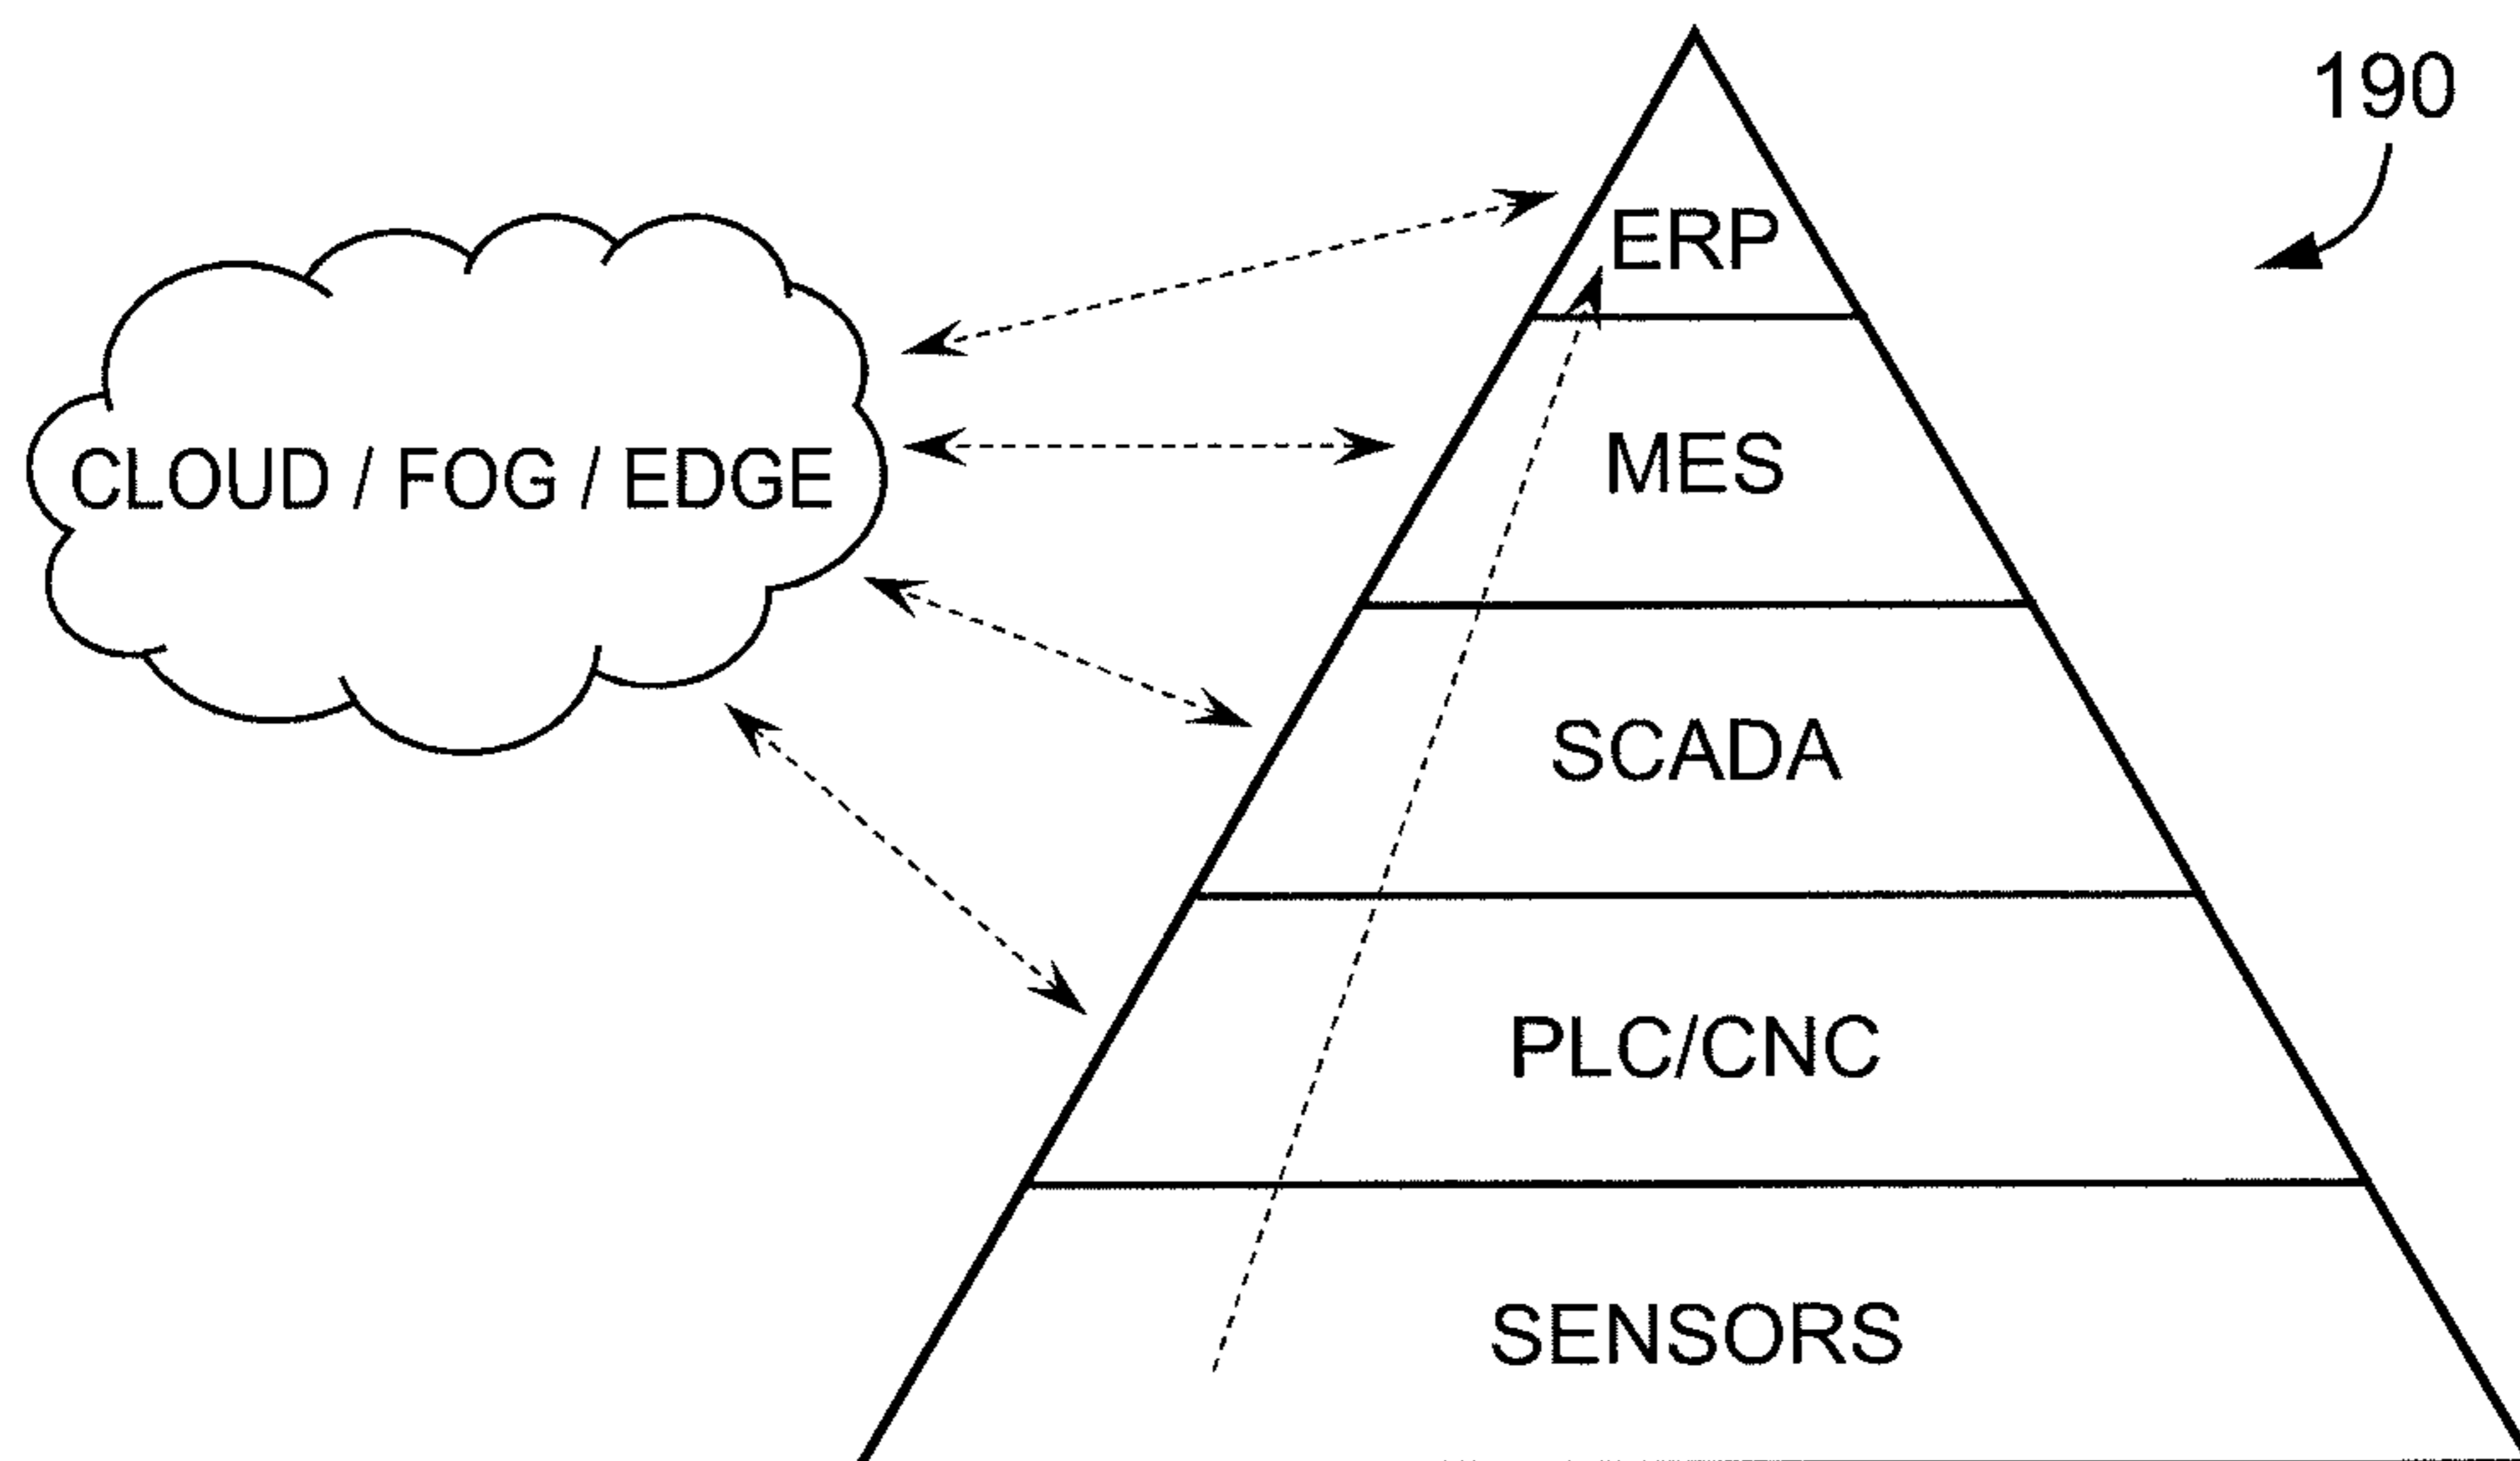 190
ERP
MES
CLOUD / FOG / EDGE
SCADA
PLC/CNC
SENSORS